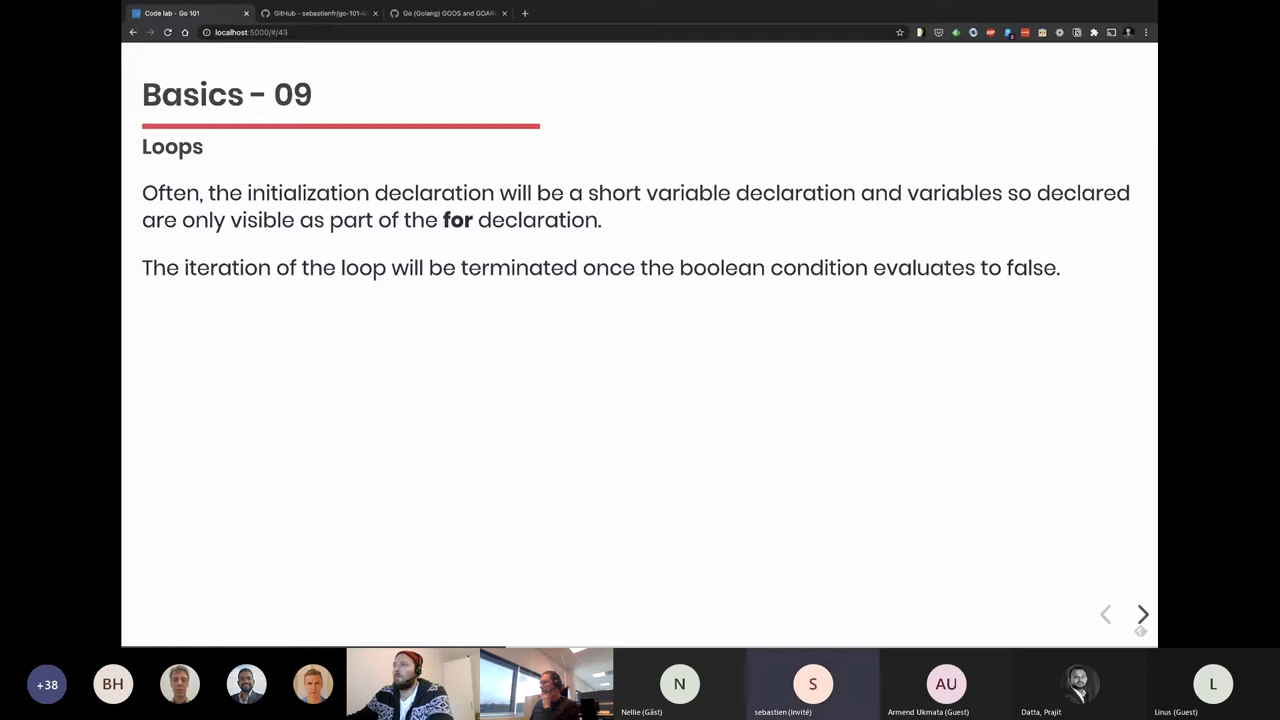 Code lab - Go 101
GitHub - sebastienfr/go-101-l
Go (Golang) GOOS and GOAR
localhost:5000/#/43
Basics - 09
Loops
Often, the initialization declaration will be a short variable declaration and variables so declared
are only visible as part of the for declaration.
The iteration of the loop will be terminated once the boolean condition evaluates to false.
+38
BH
N
S
AU
L
Nellie (Gäst)
sebastien (Invité)
Armend Ukmata (Guest)
Datta, Prajit
Linus (Guest)